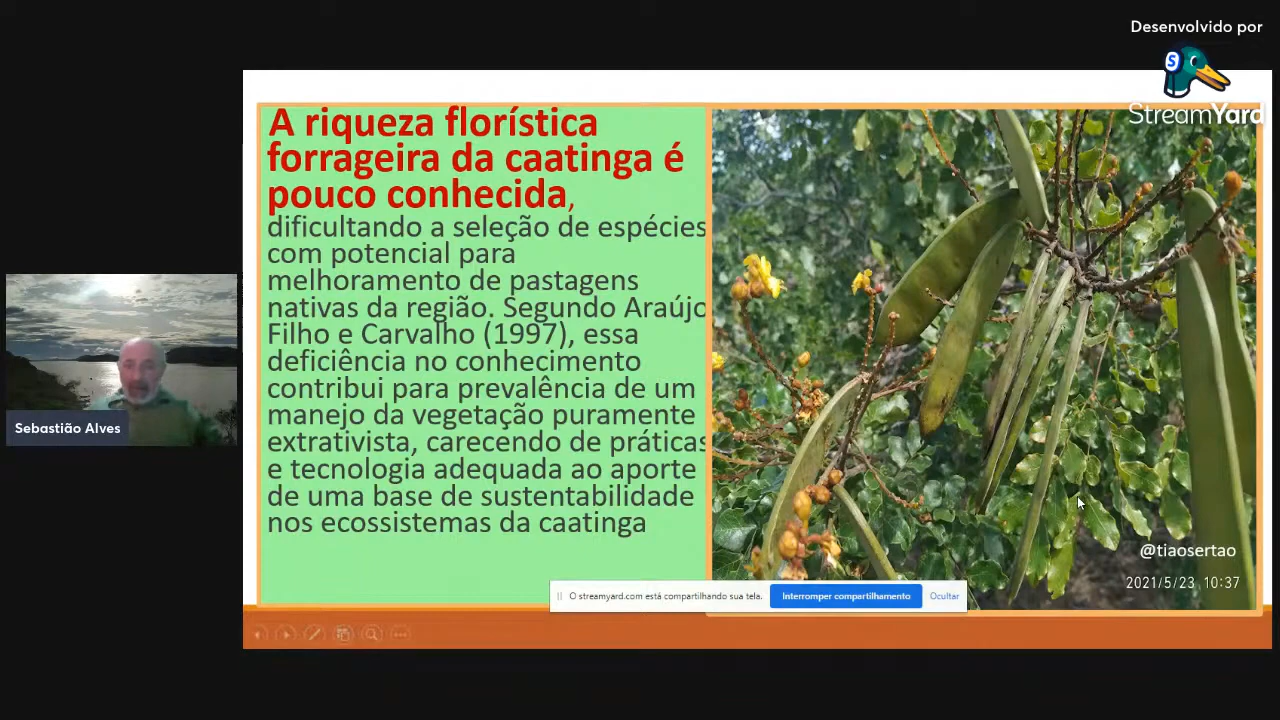 Desenvolvido por
StreamYard
A riqueza florística
forrageira da caatinga é
pouco conhecida,
dificultando a seleção de espécies
com potencial para
melhoramento de pastagens
nativas da região. Segundo Araújo
Filho e Carvalho (1997), essa
deficiência no conhecimento
contribui para prevalência de um
manejo da vegetação puramente
extrativista, carecendo de práticas
e tecnologia adequada ao aporte
de uma base de sustentabilidade
nos ecossistemas da caatinga
Sebastião Alves
@tiaosertao
2021/5/23 10:37
O streamyard.com está compartilhando sua tela. Interromper compartilhamento Ocultar